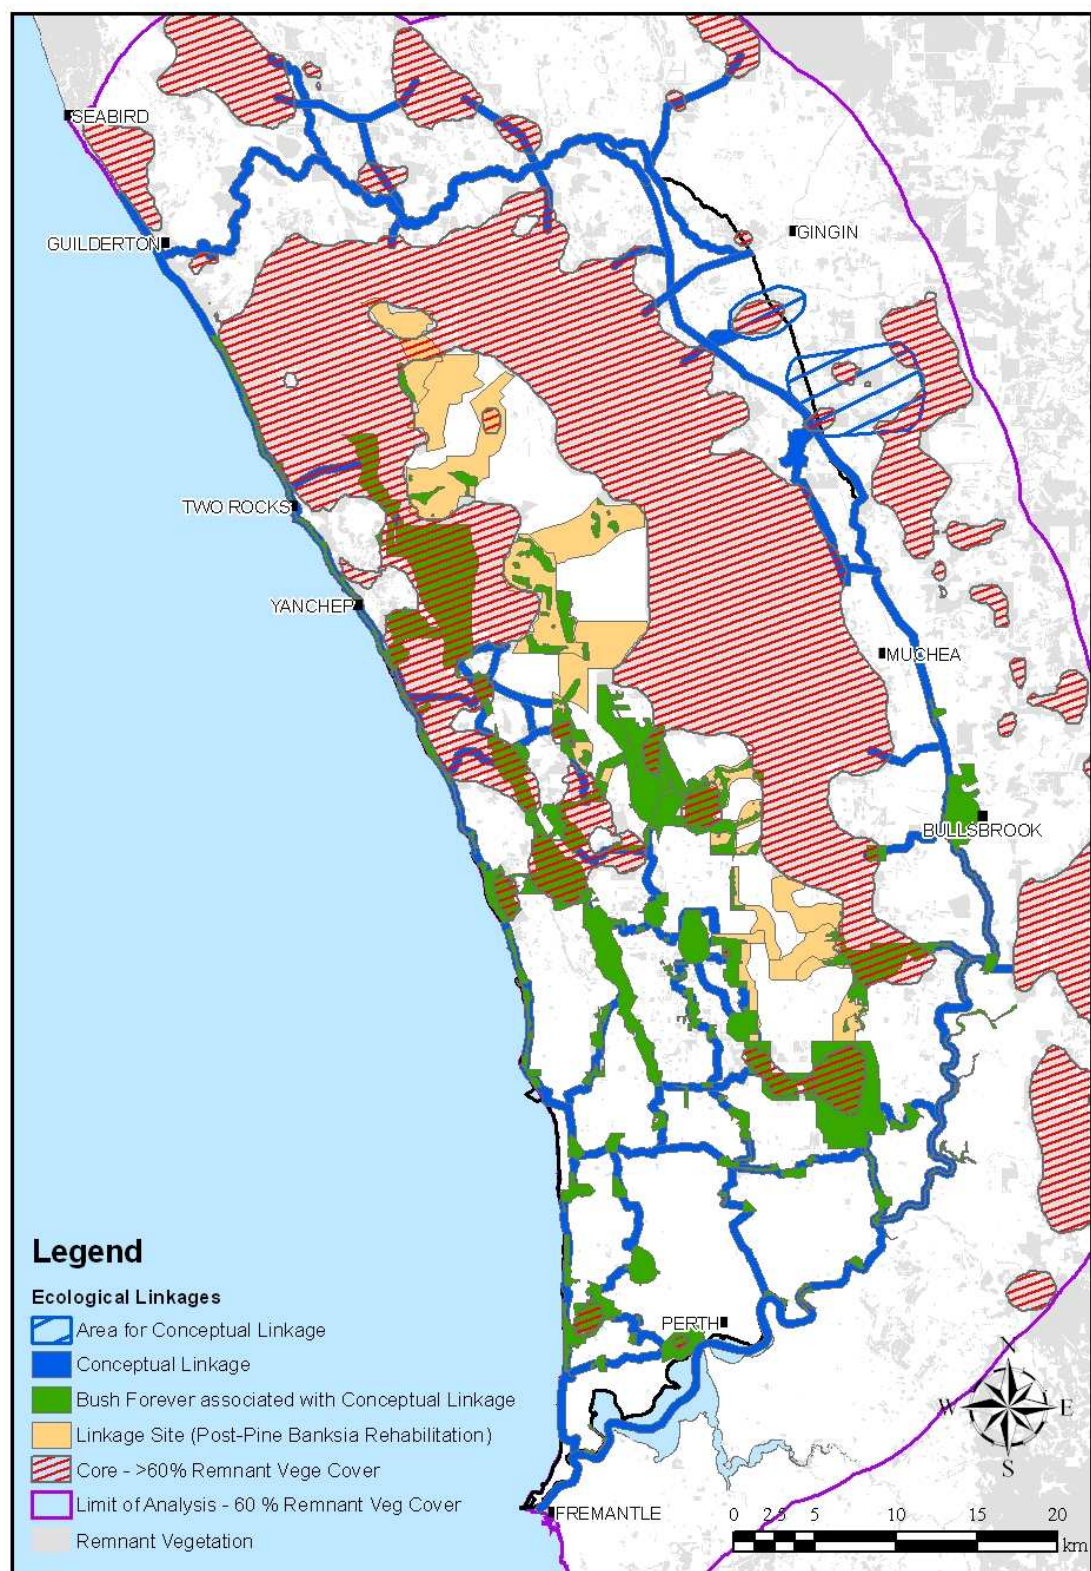 SEABIRD
GUILDERTON
GINGIN
TWO ROCKS
YANCHEP
MUCHEA
BULLSBROOK
PERTH
FREMANTLE
Legend
Ecological Linkages
Area for Conceptual Linkage
Conceptual Linkage
Bush Forever associated with Conceptual Linkage
Linkage Site (Post-Pine Banksia Rehabilitation)
Core - >60% Remnant Vege Cover
Limit of Analysis - 60 % Remnant Veg Cover
Remnant Vegetation
N
W E
S
0 2.5 5 10 15 20
km